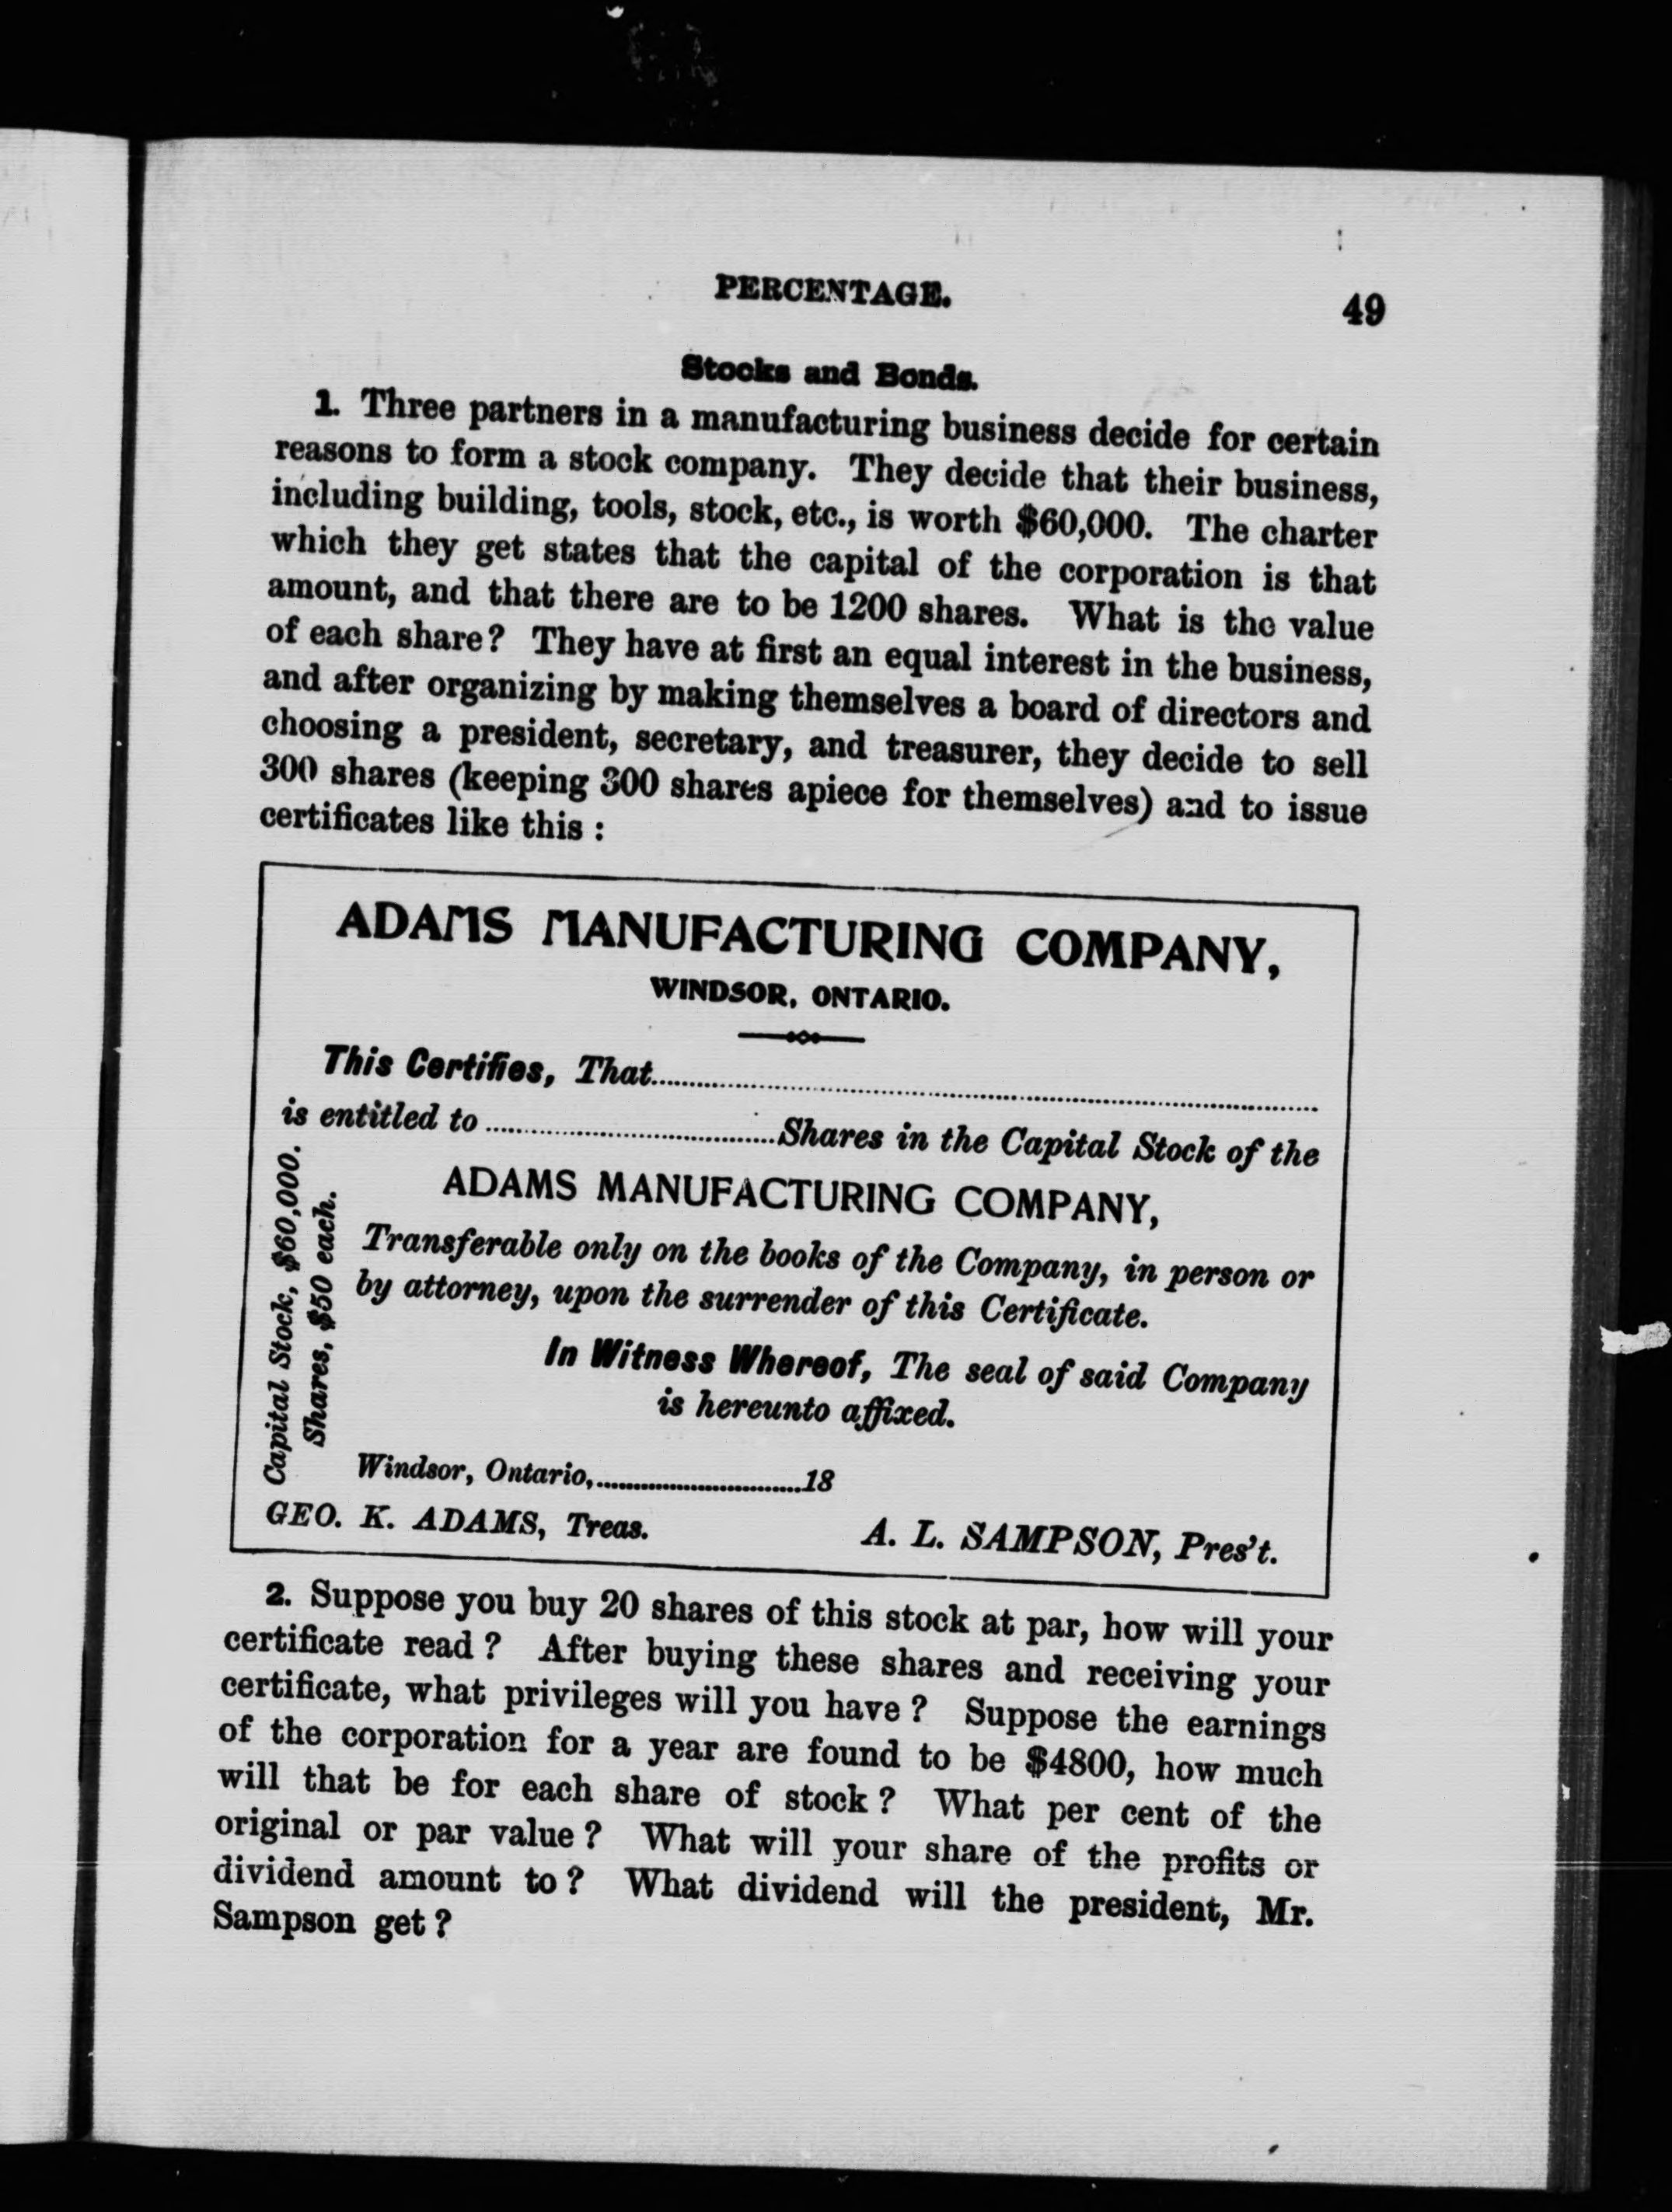 PERCENTAGE.
49
Stocks and Bonds.
1. Three partners in a manufacturing business decide for certain
reasons to form a stock company. They decide that their business,
including building, tools, stock, etc., is worth $60,000. The charter
which they get states that the capital of the corporation is that
amount, and that there are to be 1200 shares. What is the value
of each share? They have at first an equal interest in the business,
and after organizing by making themselves a board of directors and
choosing a president, secretary, and treasurer, they decide to sell
300 shares (keeping 300 shares apiece for themselves) and to issue
certificates like this :
ADAMS MANUFACTURING COMPANY,
WINDSOR, ONTARIO.
This Certifies, That........................................
is entitled to ....................Shares in the Capital Stock of the
ADAMS MANUFACTURING COMPANY,
Transferable only on the books of the Company, in person or
by attorney, upon the surrender of this Certificate.
In Witness Whereof, The seal of said Company
is hereunto affixed.
Capital Stock, $60,000.
Shares, $50 each.
Windsor, Ontario,....................18
GEO. K. ADAMS, Treas.
A. L. SAMPSON, Pres't.
2. Suppose you buy 20 shares of this stock at par, how will your
certificate read ? After buying these shares and receiving your
certificate, what privileges will you have ? Suppose the earnings
of the corporation for a year are found to be $4800, how much
will that be for each share of stock ? What per cent of the
original or par value ? What will your share of the profits or
dividend amount to ? What dividend will the president, Mr.
Sampson get ?